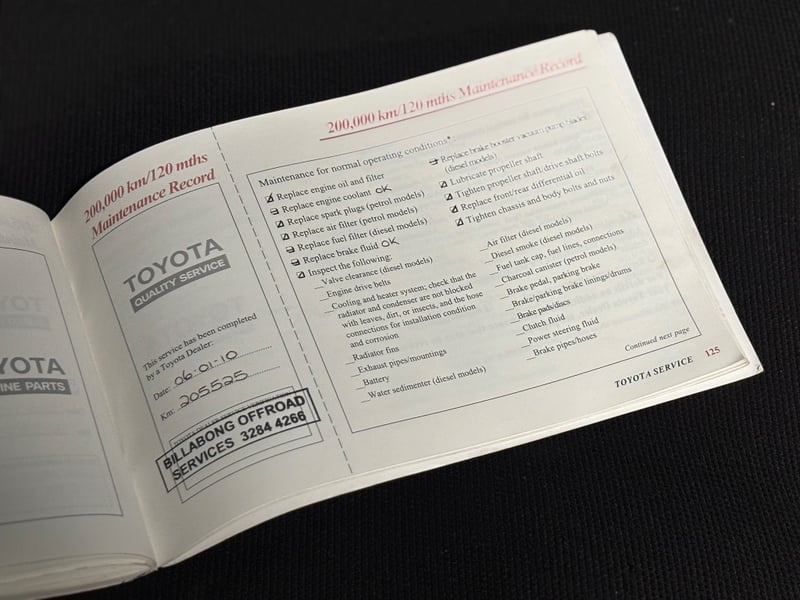 200,000 km/120 mths
Maintenance Record
TOYOTA
QUALITY SERVICE
This service has been completed
by a Toyota Dealer:
Date: 06-01-10
Km: 205525
BILLABONG OFFROAD
SERVICES 3284 4266
YOTA
NE PARTS
200,000 km/120 mths Maintenance Record
Maintenance for normal operating conditions*
Replace engine oil and filter
Replace engine coolant OK
Replace spark plugs (petrol models)
Replace air filter (petrol models)
Replace fuel filter (diesel models)
Replace brake fluid OK
Inspect the following:
Valve clearance (diesel models)
Engine drive belts
Cooling and heater system; check that the
radiator and condenser are not blocked
with leaves, dirt, or insects, and the hose
connections for installation condition
and corrosion
Radiator fins
Exhaust pipes/mountings
Battery
Water sedimenter (diesel models)
Replace brake booster vacuum pump blades
(diesel models)
Lubricate propeller shaft
Tighten propeller shaft/drive shaft bolts
Replace front/rear differential oil
Tighten chassis and body bolts and nuts
Air filter (diesel models)
Diesel smoke (diesel models)
Fuel tank cap, fuel lines, connections
Charcoal canister (petrol models)
Brake pedal, parking brake
Brake/parking brake linings/drums
Brake pads/discs
Clutch fluid
Power steering fluid
Brake pipes/hoses
Continued next page
TOYOTA SERVICE 125